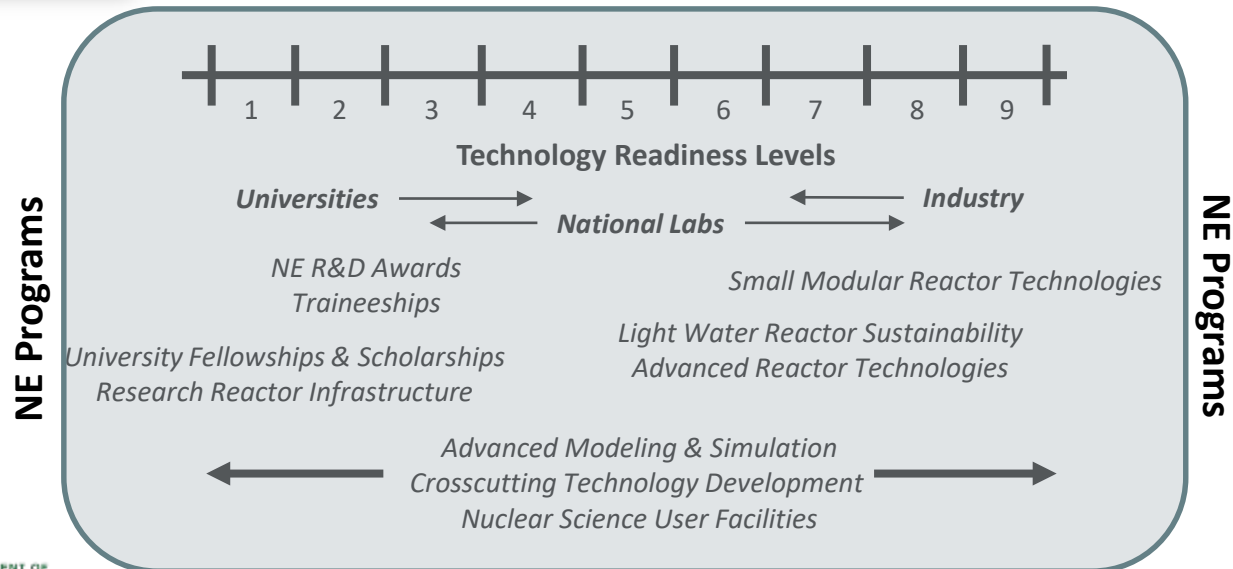 1 2 3 4 5 6 7 8 9
Technology Readiness Levels
Universities
Industry
National Labs
NE R&D Awards
Traineeships
Small Modular Reactor Technologies
Light Water Reactor Sustainability
Advanced Reactor Technologies
University Fellowships & Scholarships
Research Reactor Infrastructure
Advanced Modeling & Simulation
Crosscutting Technology Development
Nuclear Science User Facilities
NE Programs
NE Programs